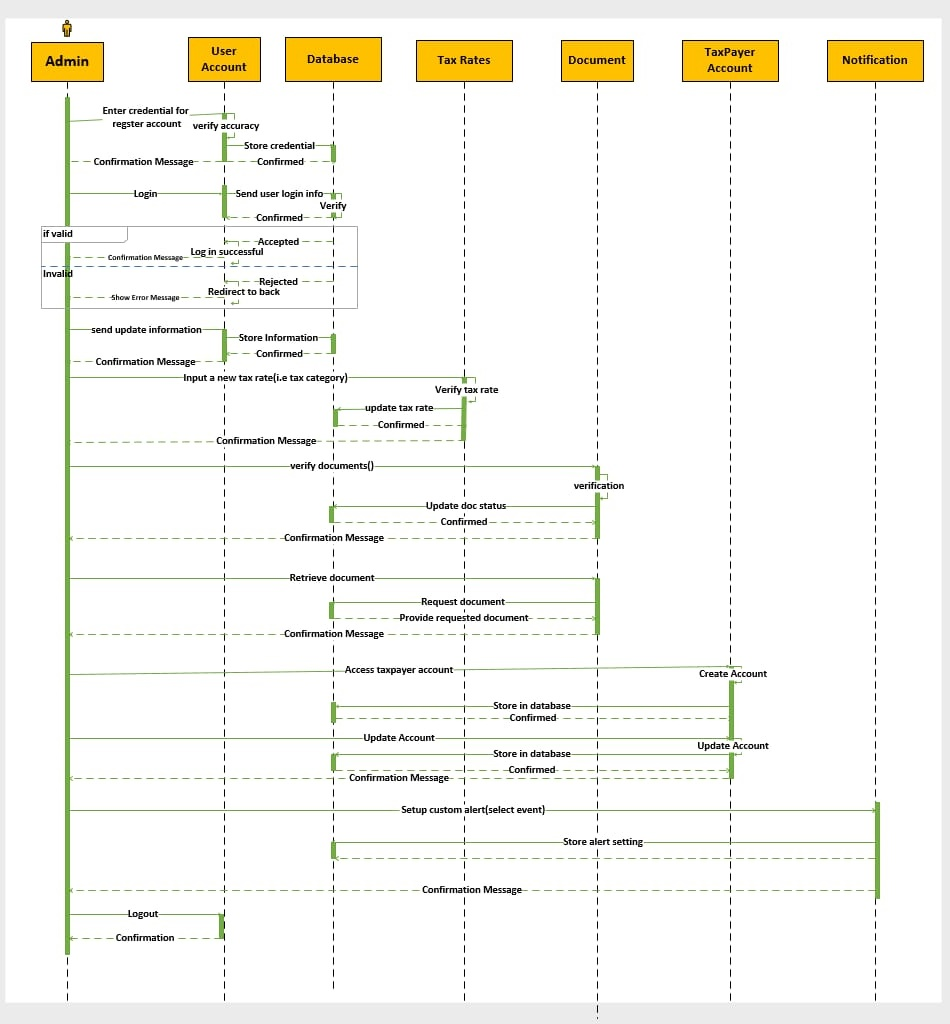 Admin
User
Account
Database
Tax Rates
Document
TaxPayer
Account
Notification
Enter credential for
regster account
verify accuracy
Store credential
Confirmation Message
Confirmed
Login
Send user login info
Verify
Confirmed
if valid
Accepted
Log in successful
Confirmation Message
Invalid
Rejected
Redirect to back
Show Error Message
send update information
Store Information
Confirmed
Confirmation Message
Input a new tax rate(i.e tax category)
Verify tax rate
update tax rate
Confirmed
Confirmation Message
verify documents()
verification
Update doc status
Confirmed
Confirmation Message
Retrieve document
Request document
Provide requested document
Confirmation Message
Access taxpayer account
Create Account
Store in database
Confirmed
Update Account
Update Account
Store in database
Confirmed
Confirmation Message
Setup custom alert(select event)
Store alert setting
Confirmation Message
Logout
Confirmation